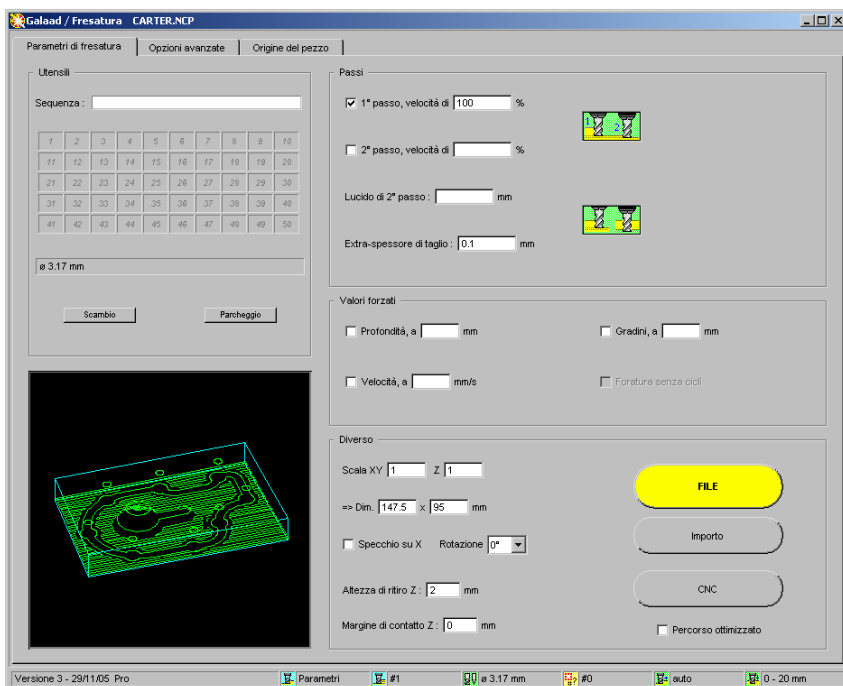 Galaad / Fresatura CARTER.NCP
Parametri di fresatura Opzioni avanzate Origine del pezzo
Utensili
Sequenza :
1 2 3 4 5 6 7 8 9 10
11 12 13 14 15 16 17 18 19 20
21 22 23 24 25 26 27 28 29 30
31 32 33 34 35 36 37 38 39 40
41 42 43 44 45 46 47 48 49 50
ø 3.17 mm
Scambio Parcheggio
Passi
1° passo, velocità di 100 %
1 2
2° passo, velocità di %
Lucido di 2° passo : mm
Extra-spessore di taglio : 0.1 mm
Valori forzati
Profondità, a mm Gradini, a mm
Velocità, a mm/s Foratura senza cicli
Diverso
Scala XY 1 Z 1
=> Dim. 147.5 x 95 mm
Specchio su X Rotazione 0°
Altezza di ritiro Z : 2 mm
Margine di contatto Z : 0 mm
FILE
Importo
CNC
Percorso ottimizzato
Versione 3 - 29/11/05 Pro Parametri #1 ø 3.17 mm #0 auto 0 - 20 mm